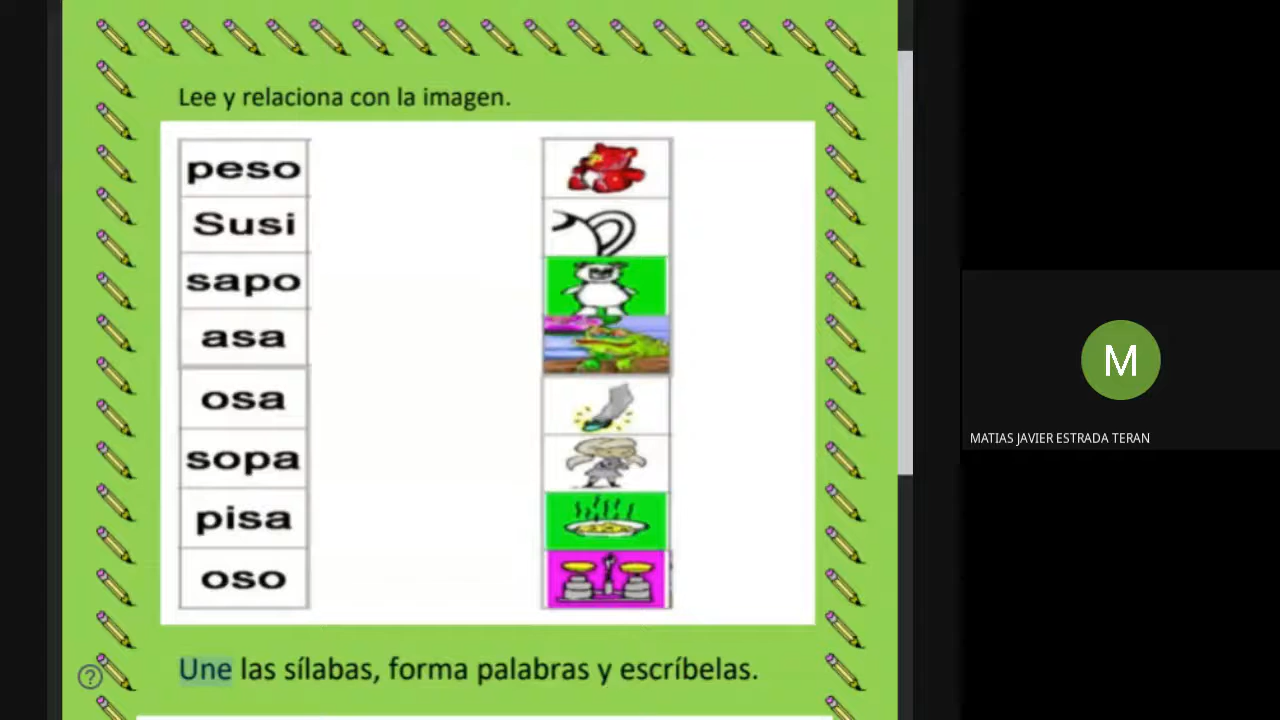 Lee y relaciona con la imagen.
peso
Susi
sapo
asa
osa
sopa
pisa
oso
Une las sílabas, forma palabras y escríbelas.
M
MATIAS JAVIER ESTRADA TERAN